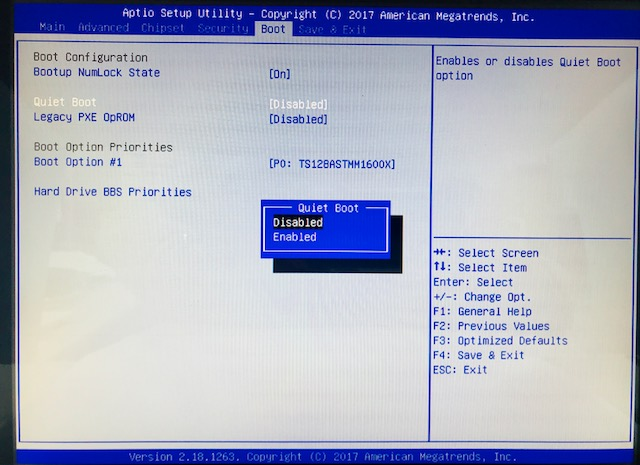 Aptio Setup Utility - Copyright (C) 2017 American Megatrends, Inc.
Main Advanced Chipset Security Boot Save & Exit
Boot Configuration
Bootup NumLock State [On]
Quiet Boot [Disabled]
Legacy PXE OpROM [Disabled]
Boot Option Priorities
Boot Option #1 [P0: TS128ASTMM1600X]
Hard Drive BBS Priorities
Quiet Boot
Disabled
Enabled
Enables or disables Quiet Boot
option
→←: Select Screen
↑↓: Select Item
Enter: Select
+/-: Change Opt.
F1: General Help
F2: Previous Values
F3: Optimized Defaults
F4: Save & Exit
ESC: Exit
Version 2.18.1263. Copyright (C) 2017 American Megatrends, Inc.